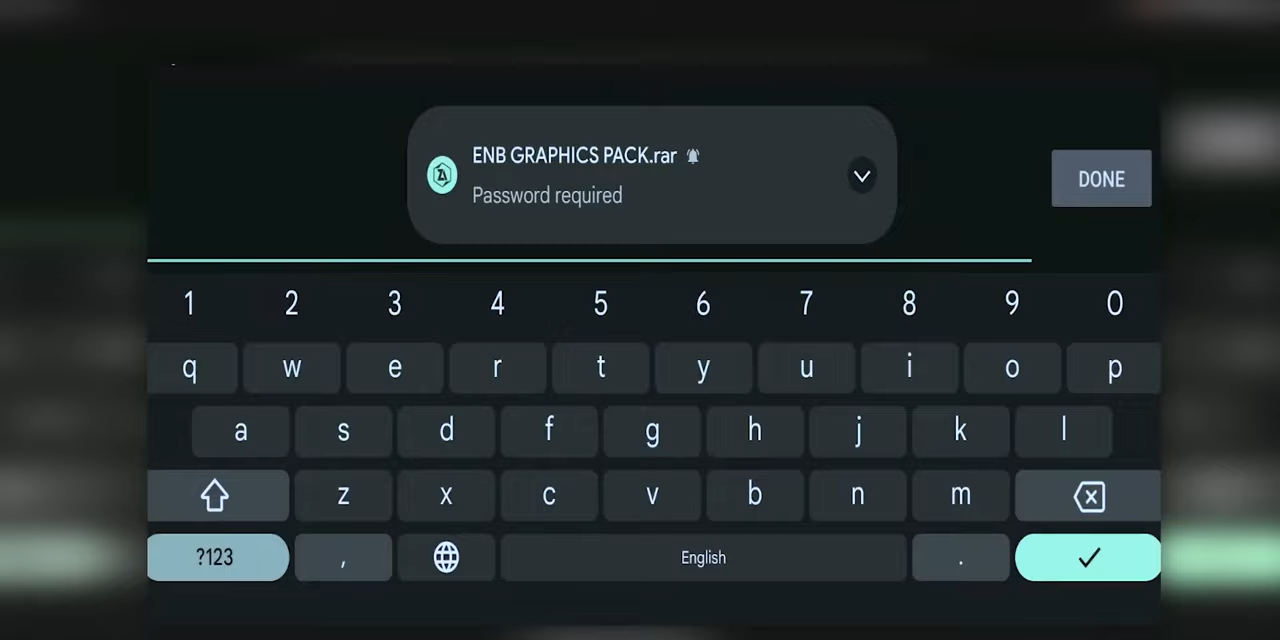 ENB GRAPHICS PACK.rar
Password required
DONE
1 2 3 4 5 6 7 8 9 0
q w e r t y u i o p
a s d f g h j k l
z x c v b n m
?123 , English .